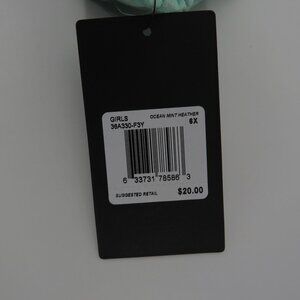 GIRLS OCEAN MINT HEATHER
36A330-F3Y 6X
6 33731 78586 3
SUGGESTED RETAIL $20.00